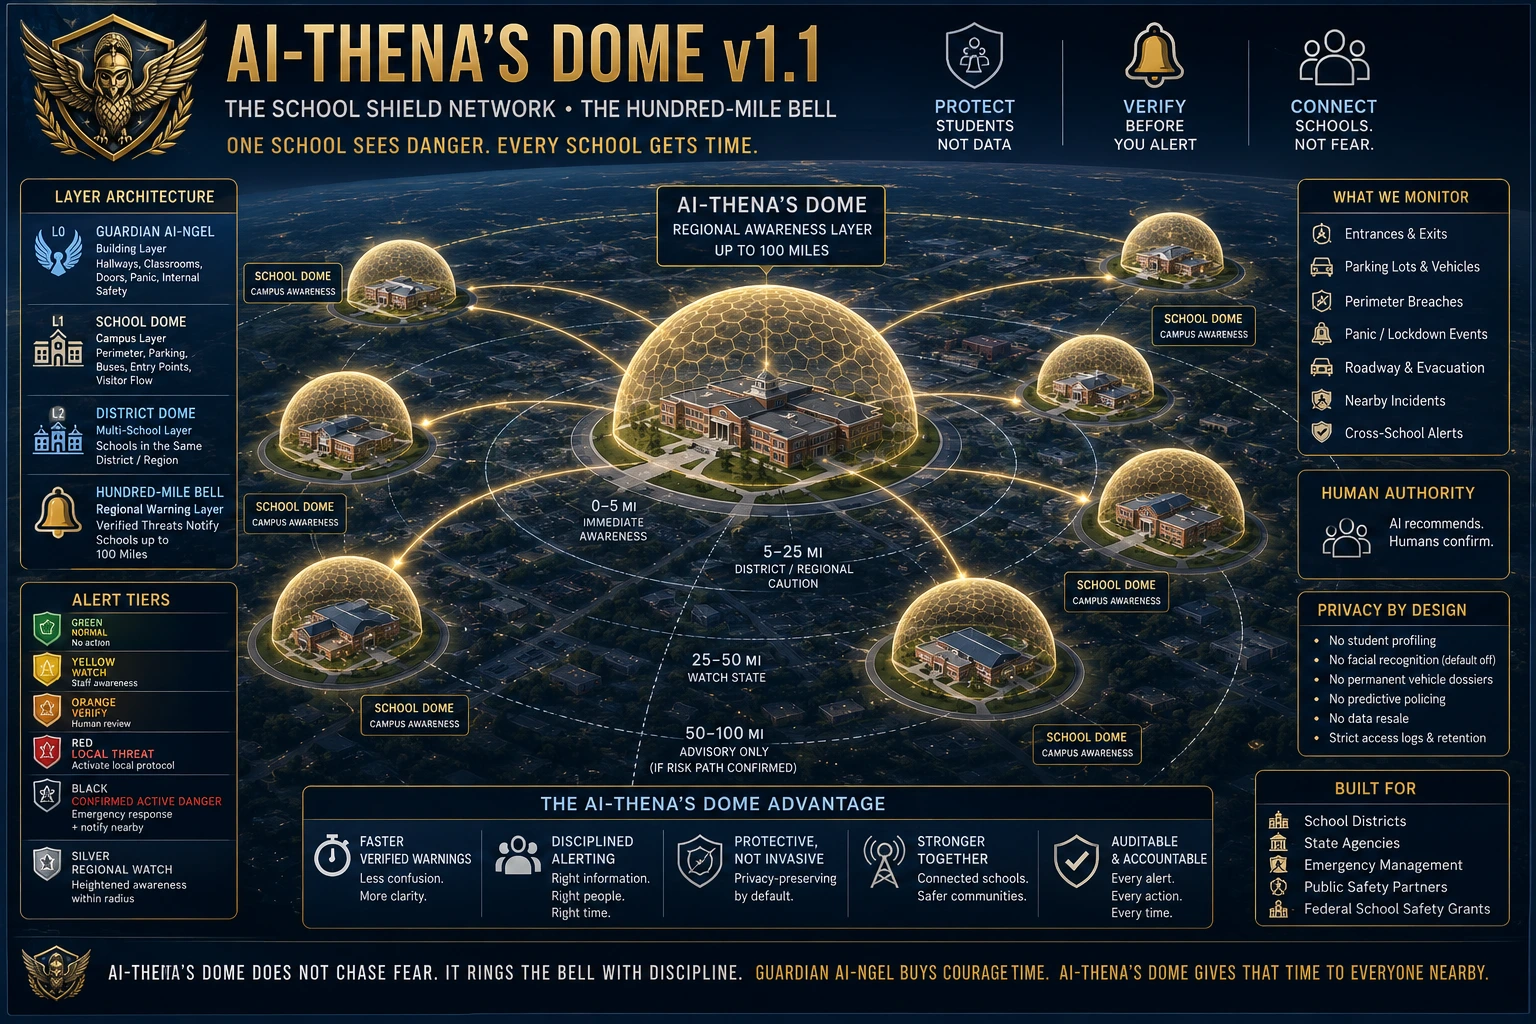 AI-THENA'S DOME v1.1
THE SCHOOL SHIELD NETWORK • THE HUNDRED-MILE BELL
ONE SCHOOL SEES DANGER. EVERY SCHOOL GETS TIME.
PROTECT
STUDENTS
NOT DATA
VERIFY
BEFORE
YOU ALERT
CONNECT
SCHOOLS.
NOT FEAR.
LAYER ARCHITECTURE
L0
GUARDIAN AI-NGEL
Building Layer
Hallways, Classrooms,
Doors, Panic, Internal
Safety
L1
SCHOOL DOME
Campus Layer
Perimeter, Parking,
Buses, Entry Points,
Visitor Flow
L2
DISTRICT DOME
Multi-School Layer
Schools in the Same
District / Region
HUNDRED-MILE BELL
Regional Warning Layer
Verified Threats Notify
Schools up to
100 Miles
ALERT TIERS
GREEN
NORMAL
No action
YELLOW
WATCH
Staff awareness
ORANGE
VERIFY
Human review
RED
LOCAL THREAT
Activate local protocol
BLACK
CONFIRMED ACTIVE DANGER
Emergency response
+ notify nearby
SILVER
REGIONAL WATCH
Heightened awareness
within radius
AI-THENA'S DOME
REGIONAL AWARENESS LAYER
UP TO 100 MILES
SCHOOL DOME
CAMPUS AWARENESS
SCHOOL DOME
CAMPUS AWARENESS
SCHOOL DOME
CAMPUS AWARENESS
SCHOOL DOME
CAMPUS AWARENESS
SCHOOL DOME
CAMPUS AWARENESS
SCHOOL DOME
CAMPUS AWARENESS
0–5 MI
IMMEDIATE
AWARENESS
5–25 MI
DISTRICT / REGIONAL
CAUTION
25–50 MI
WATCH STATE
50–100 MI
ADVISORY ONLY
(IF RISK PATH CONFIRMED)
WHAT WE MONITOR
Entrances & Exits
Parking Lots & Vehicles
Perimeter Breaches
Panic / Lockdown Events
Roadway & Evacuation
Nearby Incidents
Cross-School Alerts
HUMAN AUTHORITY
AI recommends.
Humans confirm.
PRIVACY BY DESIGN
• No student profiling
• No facial recognition (default off)
• No permanent vehicle dossiers
• No predictive policing
• No data resale
• Strict access logs & retention
BUILT FOR
School Districts
State Agencies
Emergency Management
Public Safety Partners
Federal School Safety Grants
THE AI-THENA'S DOME ADVANTAGE
FASTER
VERIFIED WARNINGS
Less confusion.
More clarity.
DISCIPLINED
ALERTING
Right information.
Right people.
Right time.
PROTECTIVE,
NOT INVASIVE
Privacy-preserving
by default.
STRONGER
TOGETHER
Connected schools.
Safer communities.
AUDITABLE
& ACCOUNTABLE
Every alert.
Every action.
Every time.
AI-THENA'S DOME DOES NOT CHASE FEAR. IT RINGS THE BELL WITH DISCIPLINE. GUARDIAN AI-NGEL BUYS COURAGE TIME. AI-THENA'S DOME GIVES THAT TIME TO EVERYONE NEARBY.